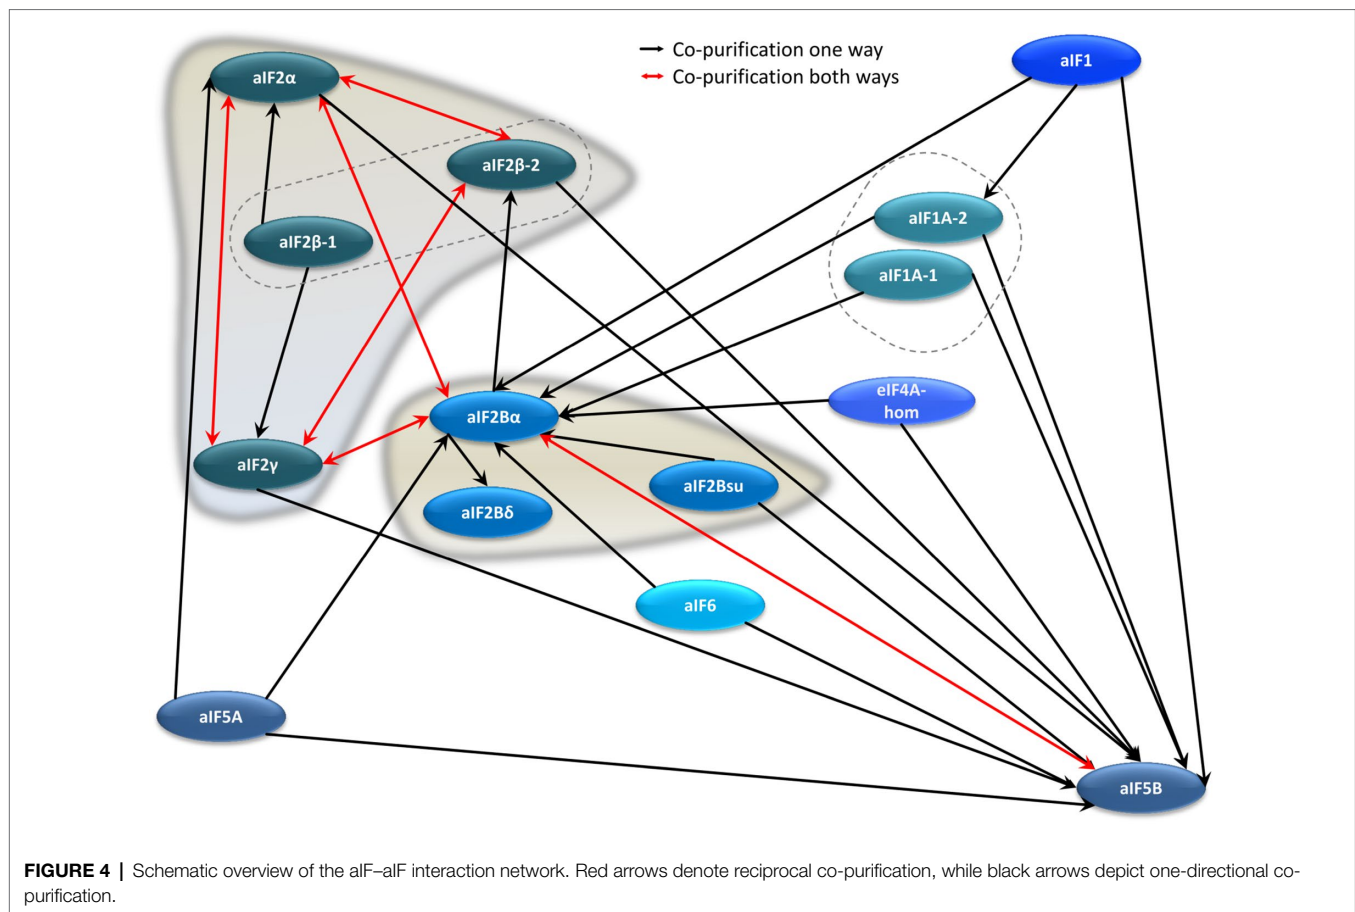 Co-purification one way
Co-purification both ways
aIF1
aIF2α
aIF2β-2
aIF1A-2
aIF2β-1
aIF1A-1
eIF4A-
hom
aIF2Bα
aIF2γ
aIF2Bsu
aIF2Bδ
aIF6
aIF5A
aIF5B
FIGURE 4 | Schematic overview of the aIF–aIF interaction network. Red arrows denote reciprocal co-purification, while black arrows depict one-directional co-
purification.